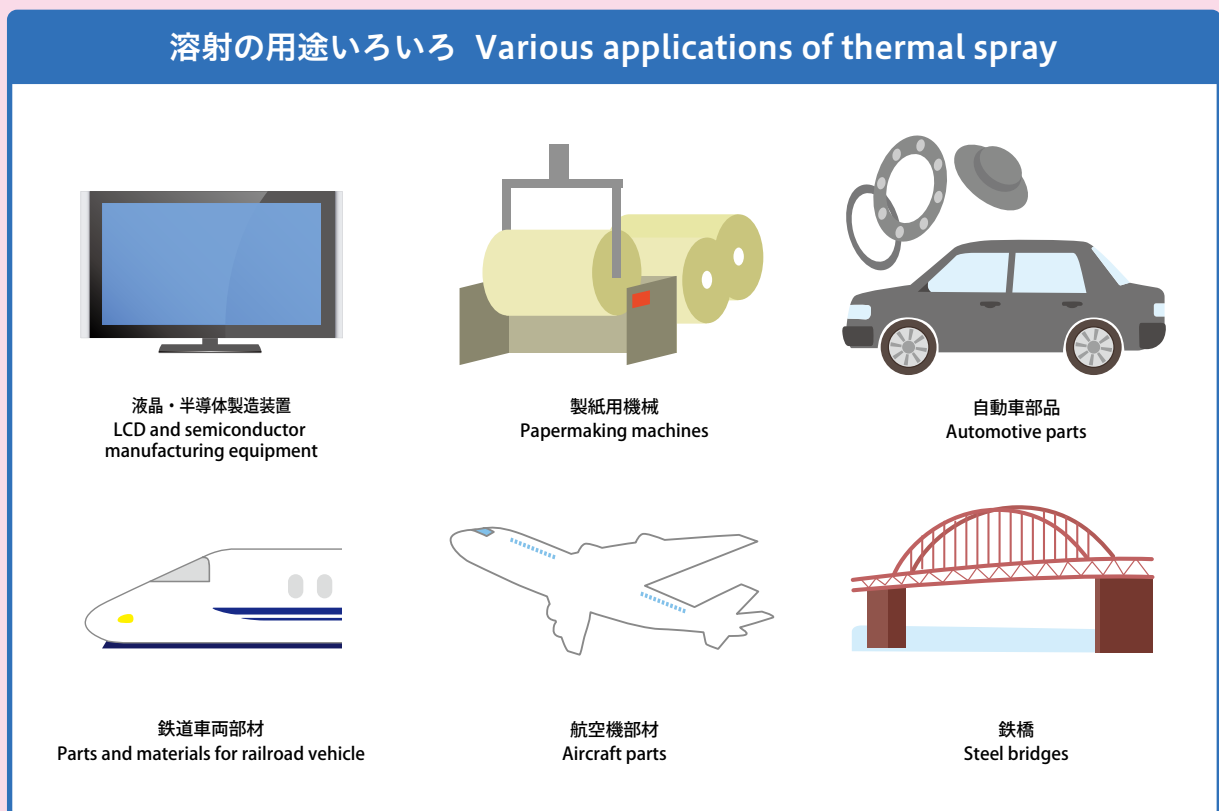 溶射の用途いろいろ Various applications of thermal spray
液晶・半導体製造装置
LCD and semiconductor
manufacturing equipment
製紙用機械
Papermaking machines
自動車部品
Automotive parts
鉄道車両部材
Parts and materials for railroad vehicle
航空機部材
Aircraft parts
鉄橋
Steel bridges